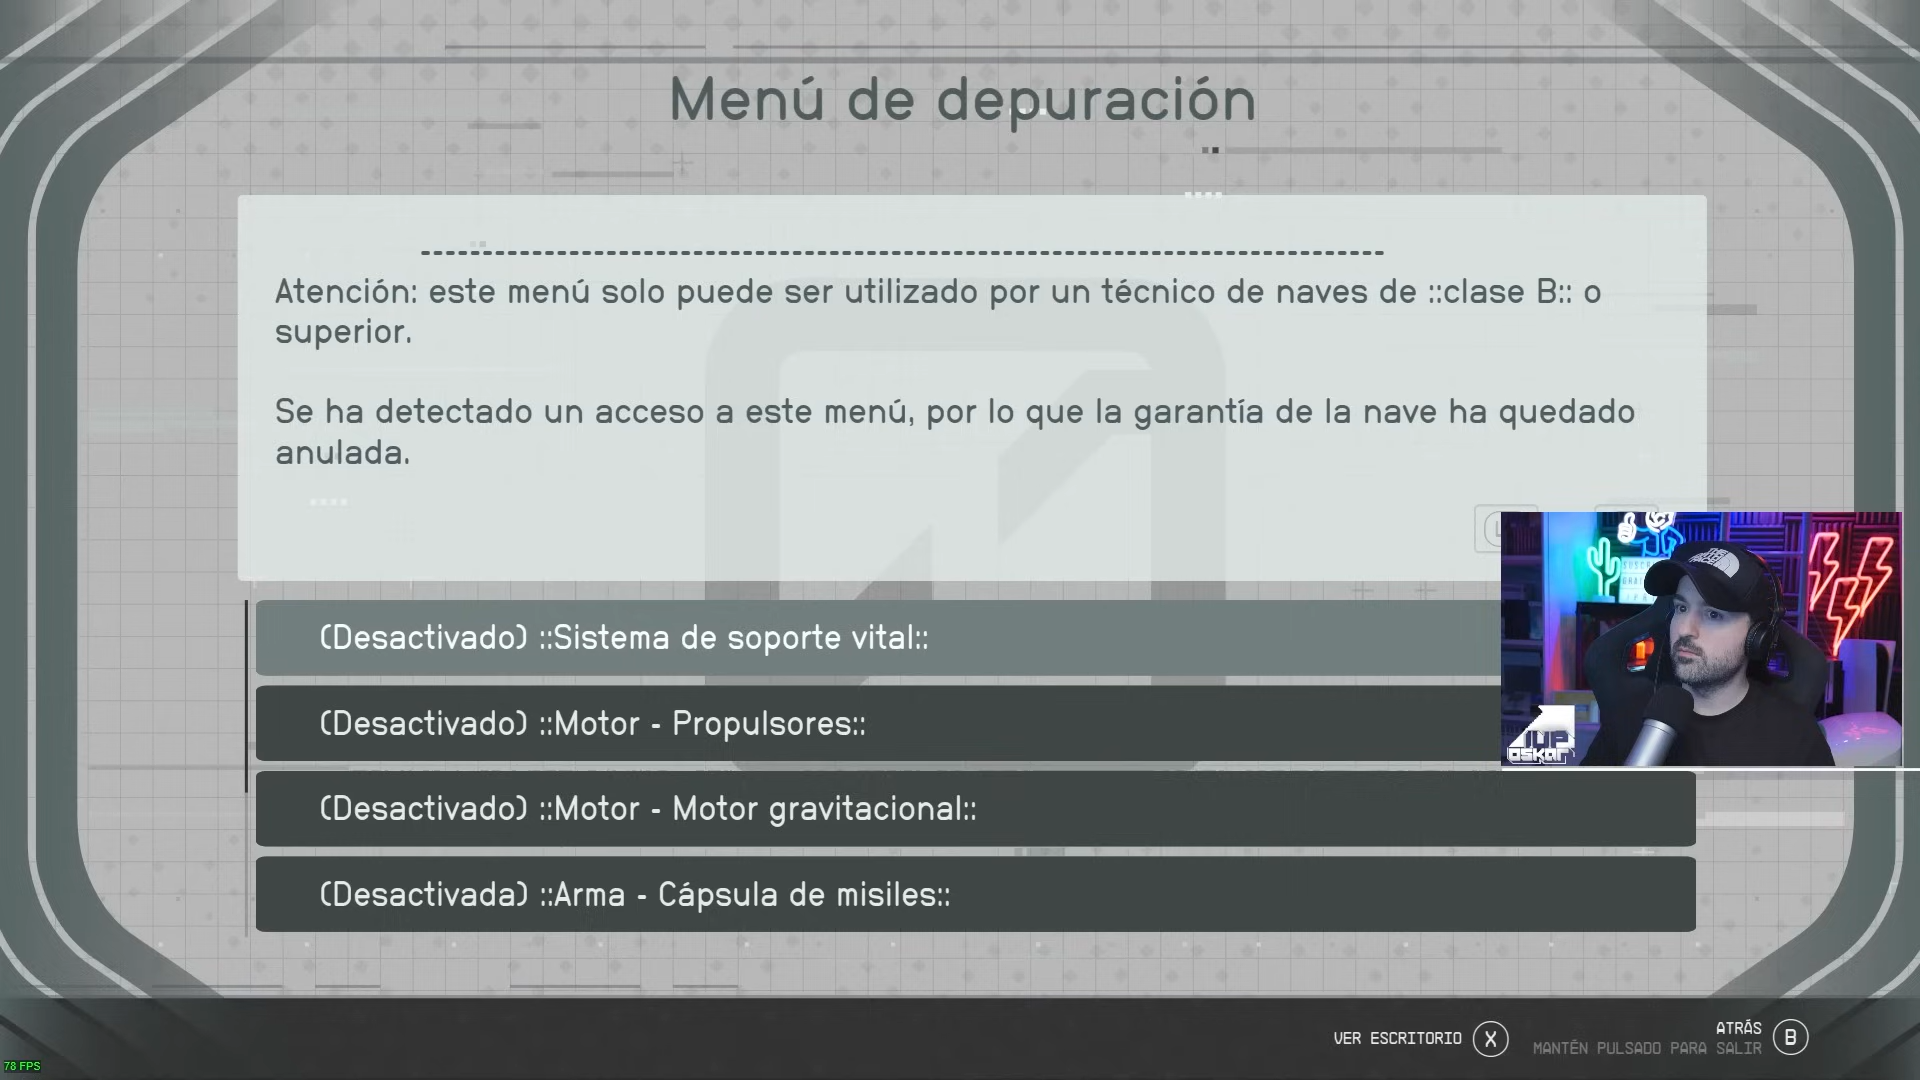 Menú de depuración
Atención: este menú solo puede ser utilizado por un técnico de naves de ::clase B:: o
superior.
Se ha detectado un acceso a este menú, por lo que la garantía de la nave ha quedado
anulada.
(Desactivado) ::Sistema de soporte vital::
(Desactivado) ::Motor - Propulsores::
(Desactivado) ::Motor - Motor gravitacional::
(Desactivada) ::Arma - Cápsula de misiles::
1UP
OSKAR
VER ESCRITORIO X
ATRÁS B
MANTÉN PULSADO PARA SALIR
78 FPS